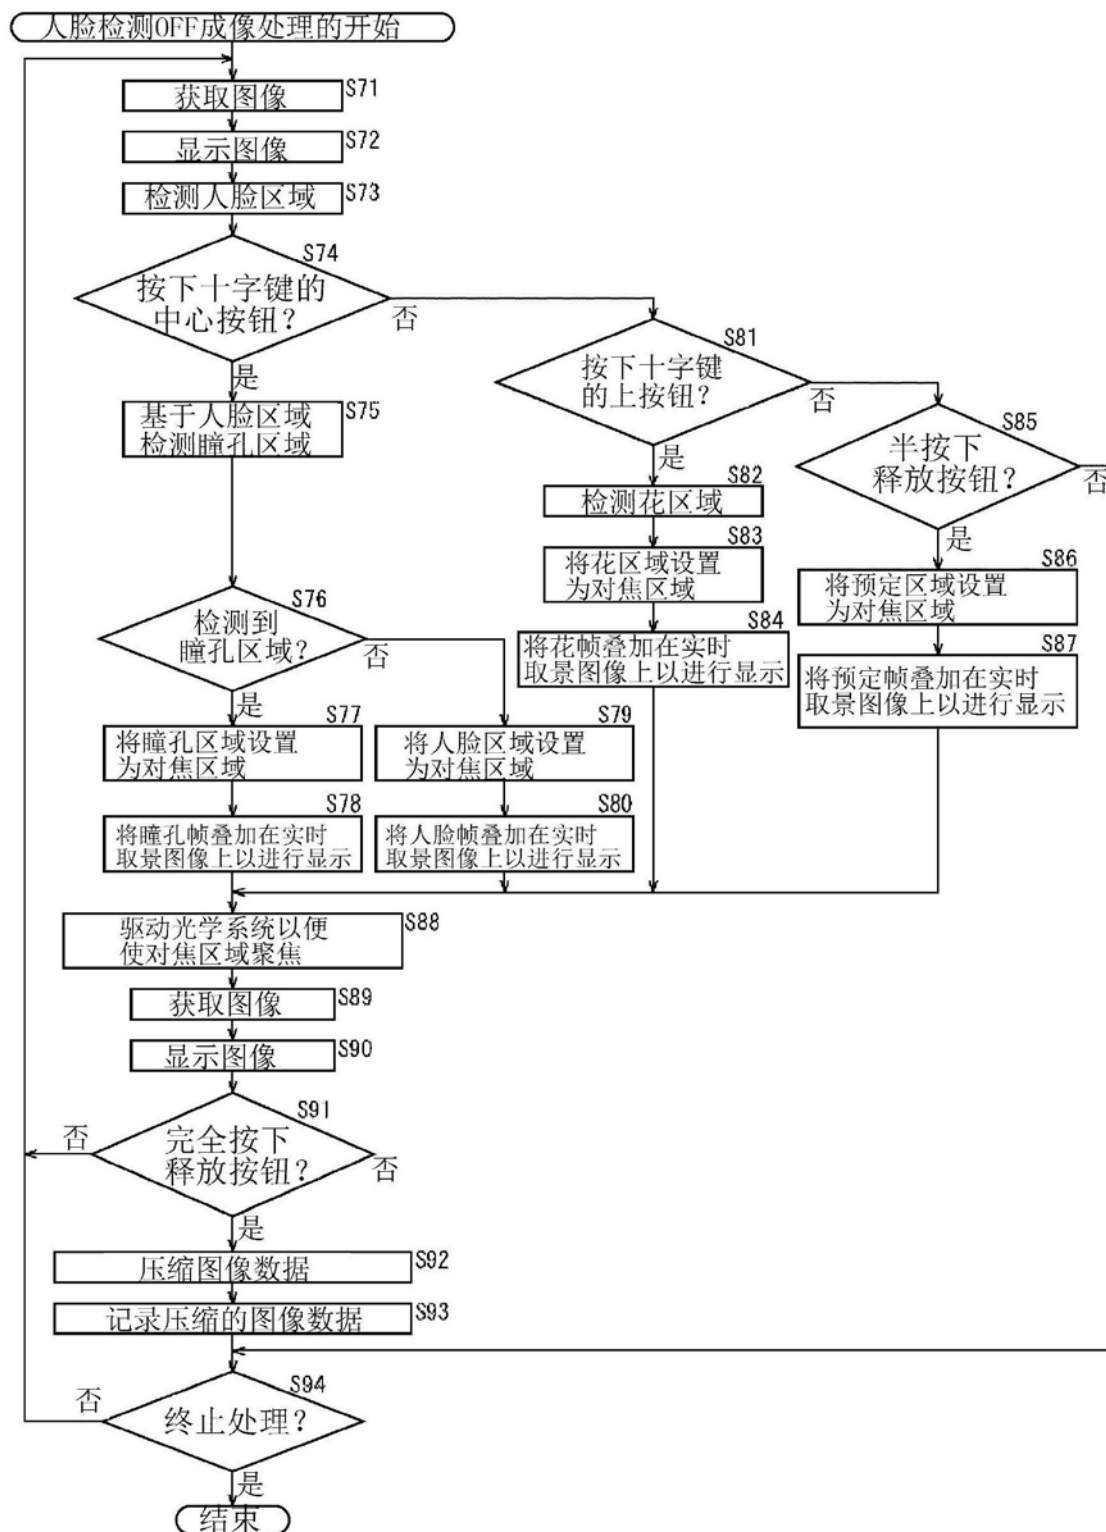 人脸检测OFF成像处理的开始
获取图像
S71
显示图像
S72
检测人脸区域
S73
S74
按下十字键的
中心按钮？
否
是
基于人脸区域
检测瞳孔区域
S75
S76
检测到
瞳孔区域？
否
是
S77
将瞳孔区域设置
为对焦区域
S78
将瞳孔帧叠加在实时
取景图像上以进行显示
S79
将人脸区域设置
为对焦区域
S80
将人脸帧叠加在实时
取景图像上以进行显示
S81
按下十字键
的上按钮？
否
是
S82
检测花区域
S83
将花区域设置
为对焦区域
S84
将花帧叠加在实时
取景图像上以进行显示
S85
半按下
释放按钮？
否
是
S86
将预定区域设置
为对焦区域
S87
将预定帧叠加在实时
取景图像上以进行显示
驱动光学系统以便
使对焦区域聚焦
S88
获取图像
S89
显示图像
S90
S91
完全按下
释放按钮？
否
否
是
压缩图像数据
S92
记录压缩的图像数据
S93
S94
终止处理？
否
是
结束